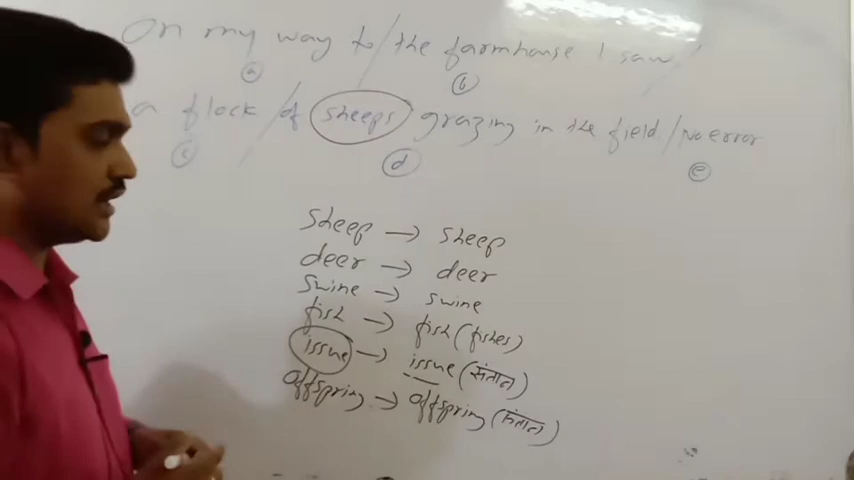 On my way to / the farmhouse I saw /
(a) (b)
a flock / of sheeps grazing in the field / No error
(c) (d) (e)
sheep → sheep
deer → deer
swine → swine
fish → fish (fishes)
issue → issue (संतान)
offspring → offspring (संतान)